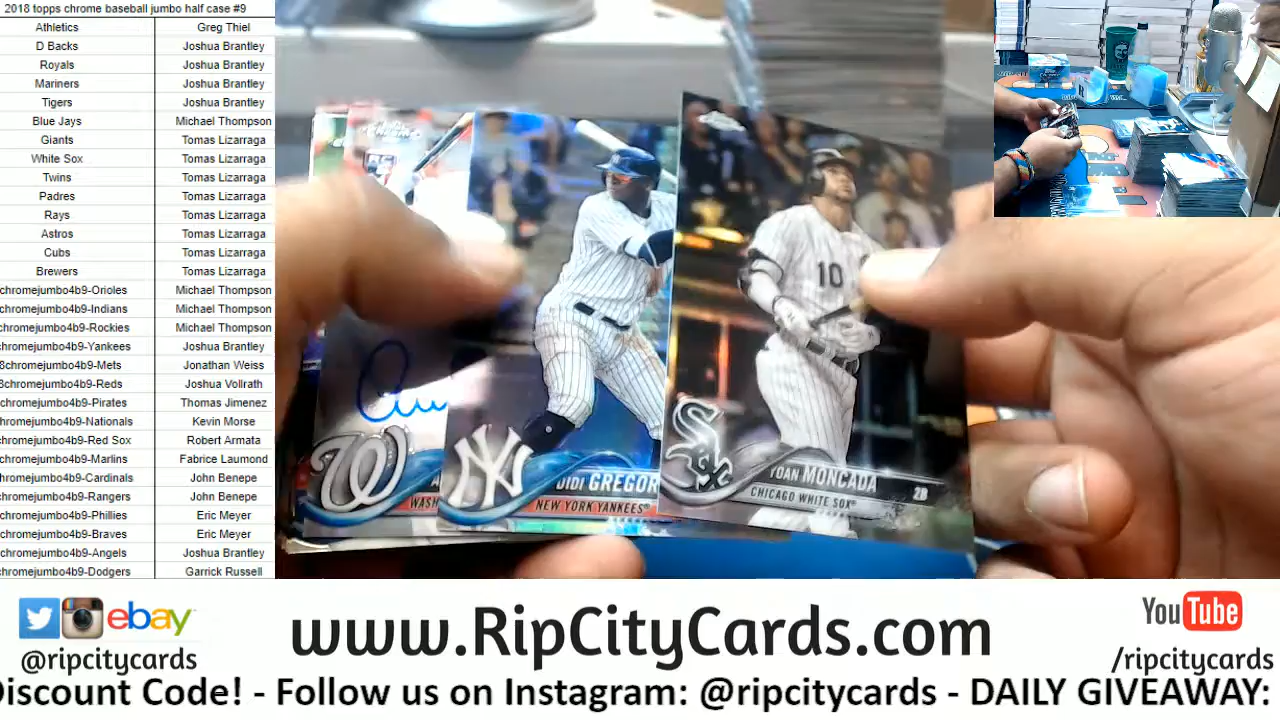 2018 topps chrome baseball jumbo half case #9
Athletics Greg Thiel
D Backs Joshua Brantley
Royals Joshua Brantley
Mariners Joshua Brantley
Tigers Joshua Brantley
Blue Jays Michael Thompson
Giants Tomas Lizarraga
White Sox Tomas Lizarraga
Twins Tomas Lizarraga
Padres Tomas Lizarraga
Rays Tomas Lizarraga
Astros Tomas Lizarraga
Cubs Tomas Lizarraga
Brewers Tomas Lizarraga
chromejumbo4b9-Orioles Michael Thompson
chromejumbo4b9-Indians Michael Thompson
chromejumbo4b9-Rockies Michael Thompson
chromejumbo4b9-Yankees Joshua Brantley
8chromejumbo4b9-Mets Jonathan Weiss
8chromejumbo4b9-Reds Joshua Vollrath
chromejumbo4b9-Pirates Thomas Jimenez
chromejumbo4b9-Nationals Kevin Morse
chromejumbo4b9-Red Sox Robert Armata
chromejumbo4b9-Marlins Fabrice Laumond
chromejumbo4b9-Cardinals John Benepe
chromejumbo4b9-Rangers John Benepe
chromejumbo4b9-Phillies Eric Meyer
chromejumbo4b9-Braves Eric Meyer
chromejumbo4b9-Angels Joshua Brantley
chromejumbo4b9-Dodgers Garrick Russell
W
A
WASH
NY
DIDI GREGOR
NEW YORK YANKEES
10
Sox
YOAN MONCADA
2B
CHICAGO WHITE SOX
ebay
@ripcitycards
www.RipCityCards.com
YouTube
/ripcitycards
Discount Code! - Follow us on Instagram: @ripcitycards - DAILY GIVEAWAY: